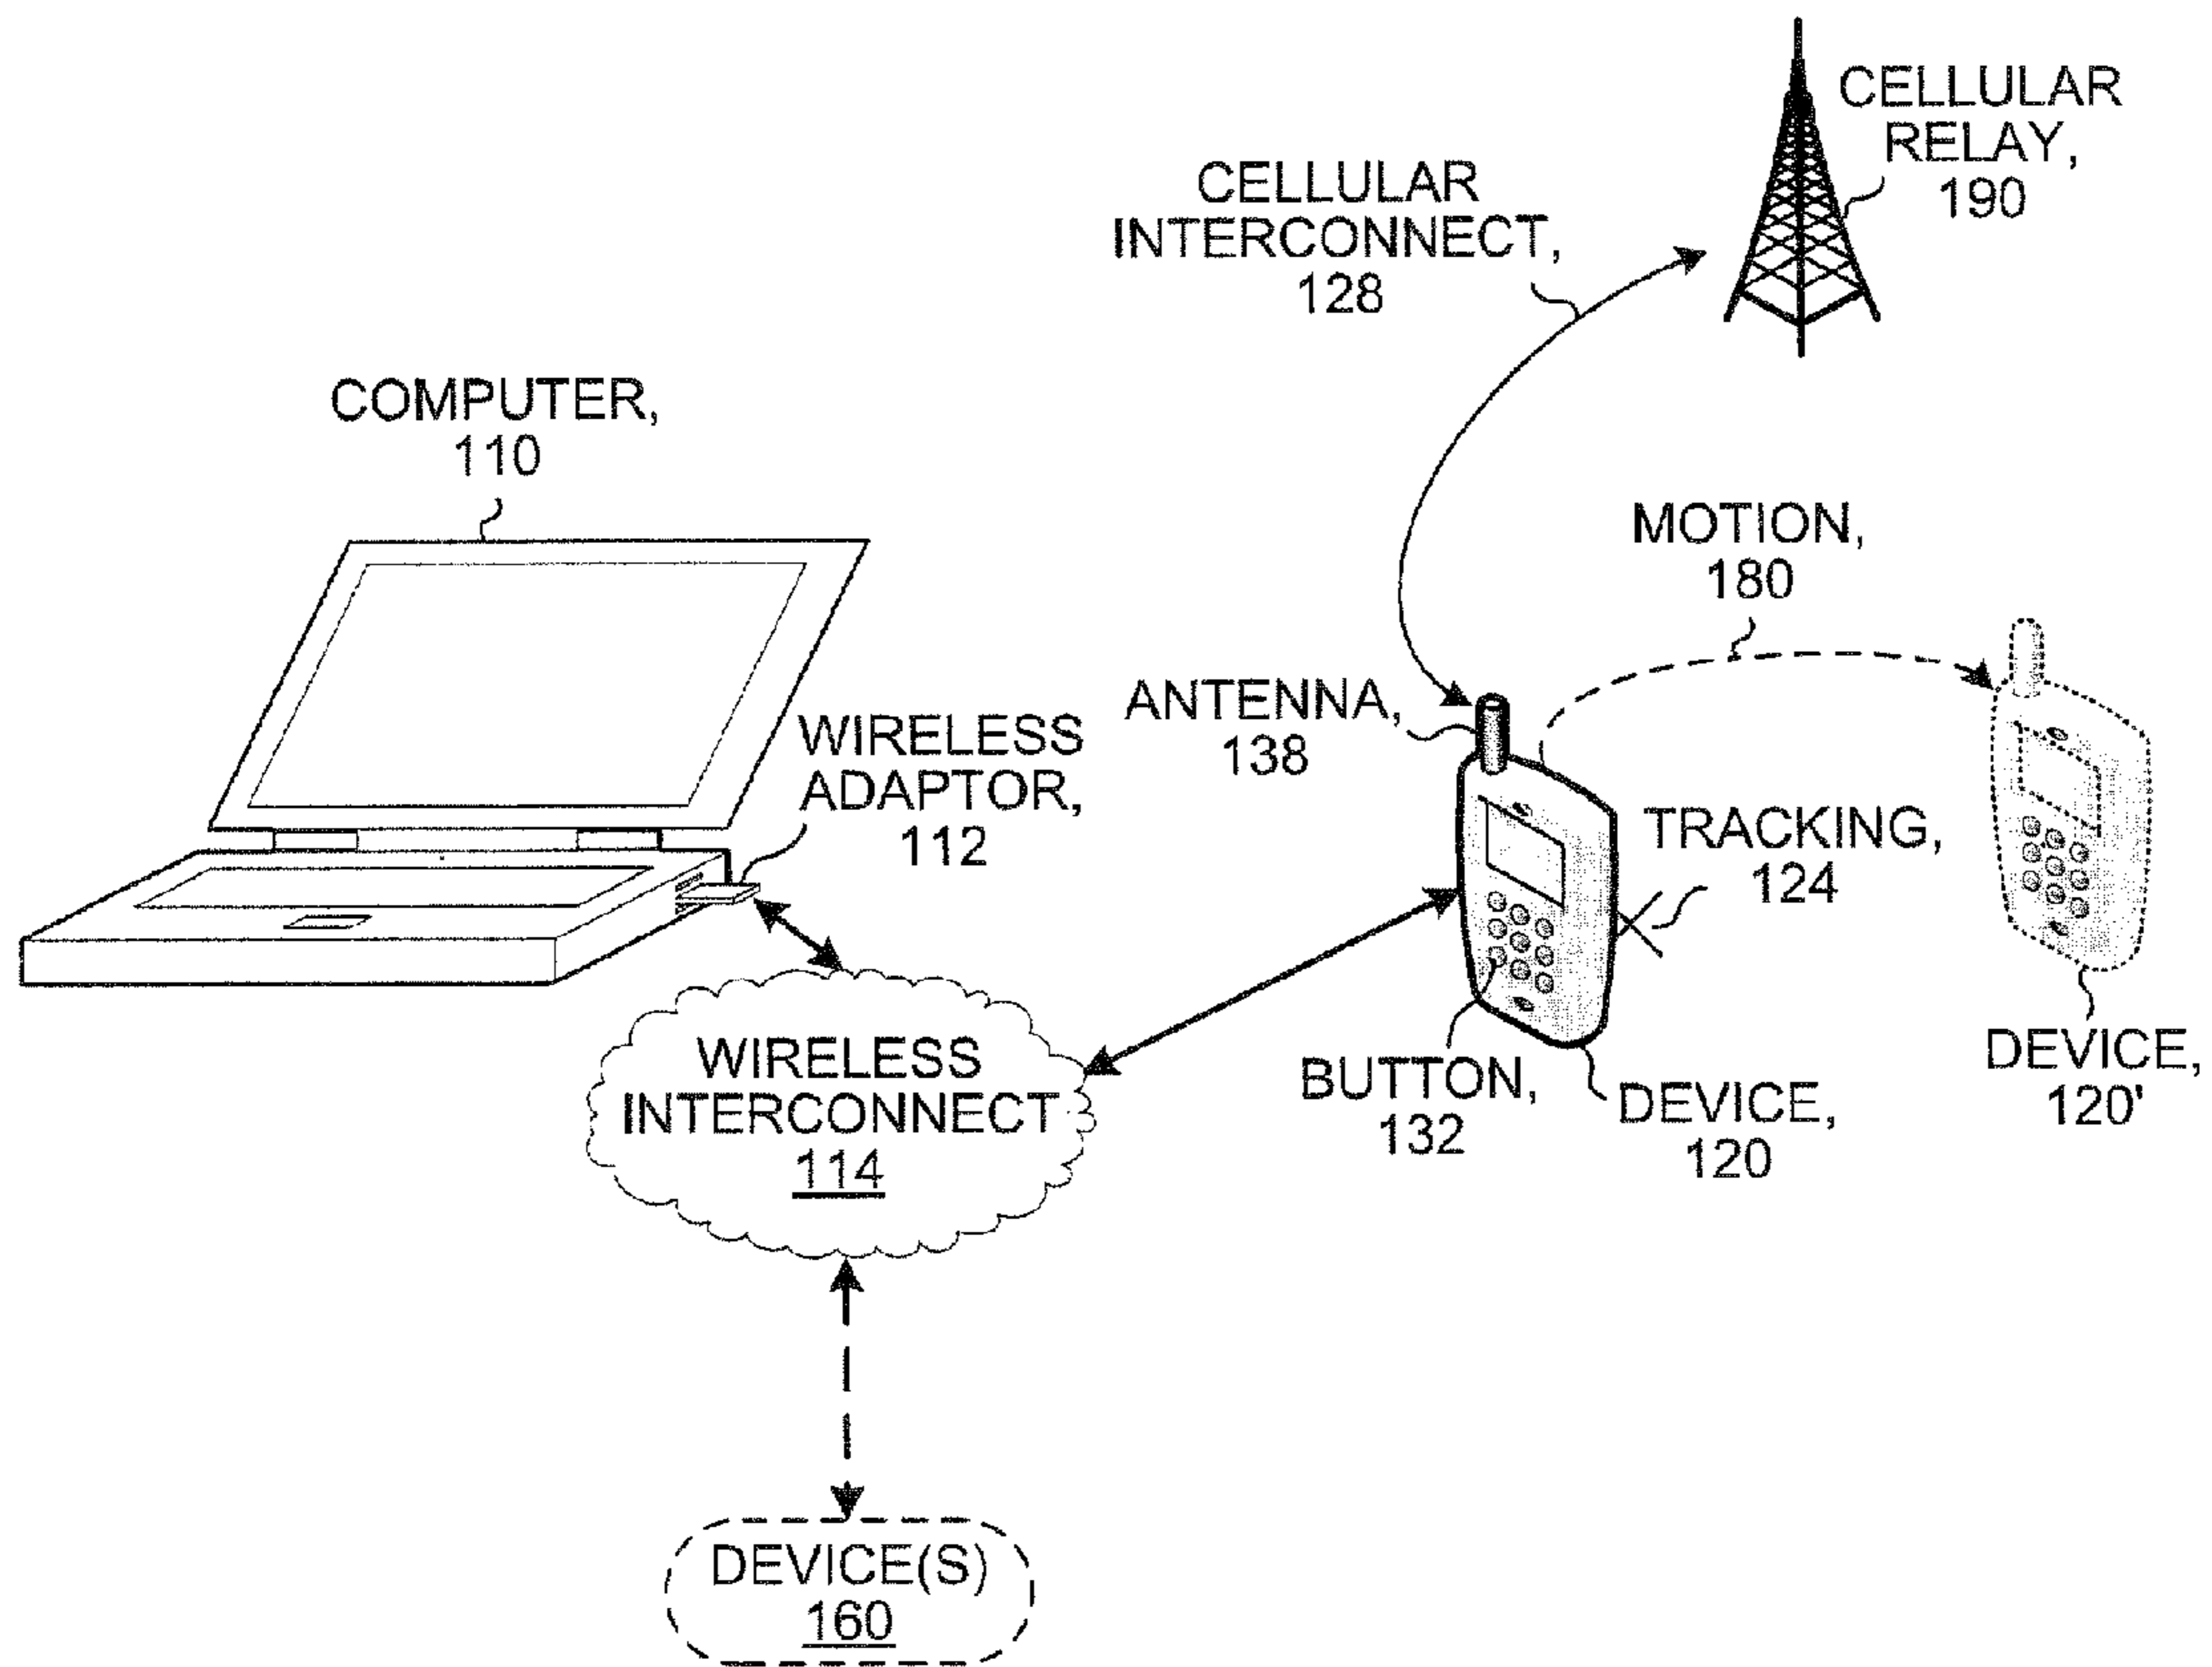 CELLULAR
RELAY,
190
CELLULAR
INTERCONNECT,
128
COMPUTER,
110
MOTION,
180
ANTENNA,
138
WIRELESS
ADAPTOR,
112
TRACKING,
124
DEVICE,
120'
BUTTON,
132
DEVICE,
120
WIRELESS
INTERCONNECT
114
DEVICE(S)
160